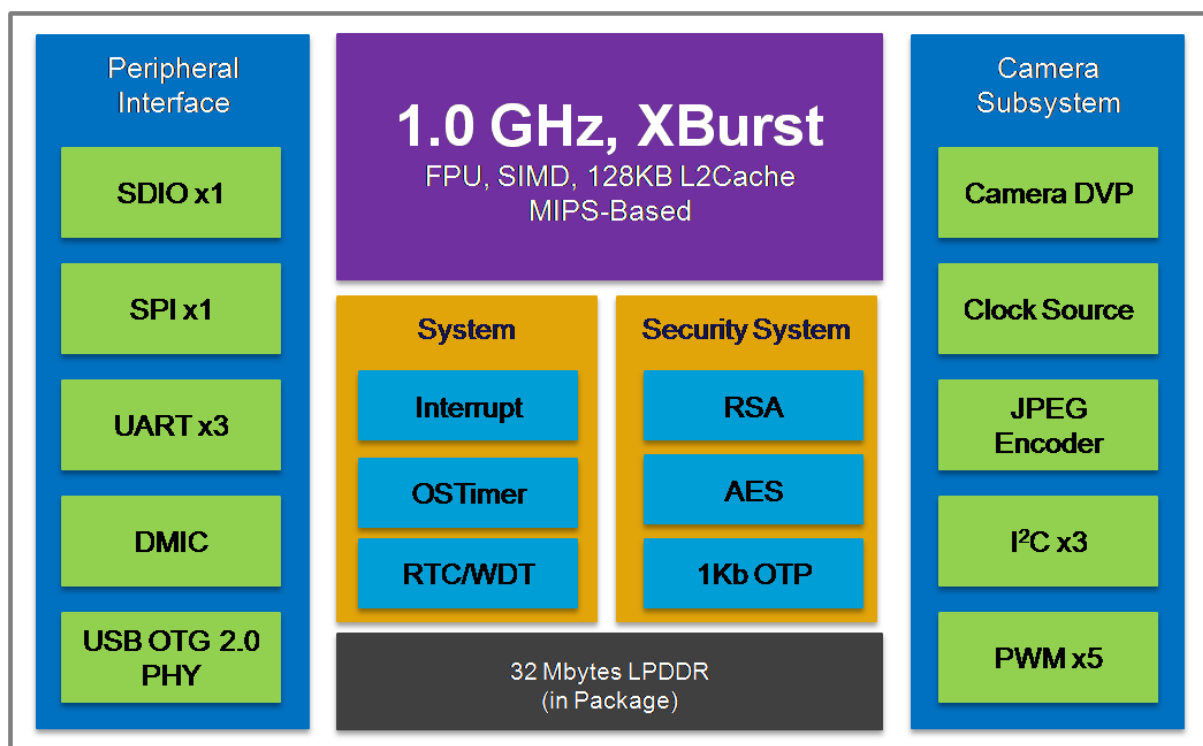 Peripheral
Interface
SDIO x1
SPI x1
UART x3
DMIC
USB OTG 2.0
PHY
1.0 GHz, XBurst
FPU, SIMD, 128KB L2Cache
MIPS-Based
System
Interrupt
OSTimer
RTC/WDT
Security System
RSA
AES
1Kb OTP
32 Mbytes LPDDR
(in Package)
Camera
Subsystem
Camera DVP
Clock Source
JPEG
Encoder
I²C x3
PWM x5